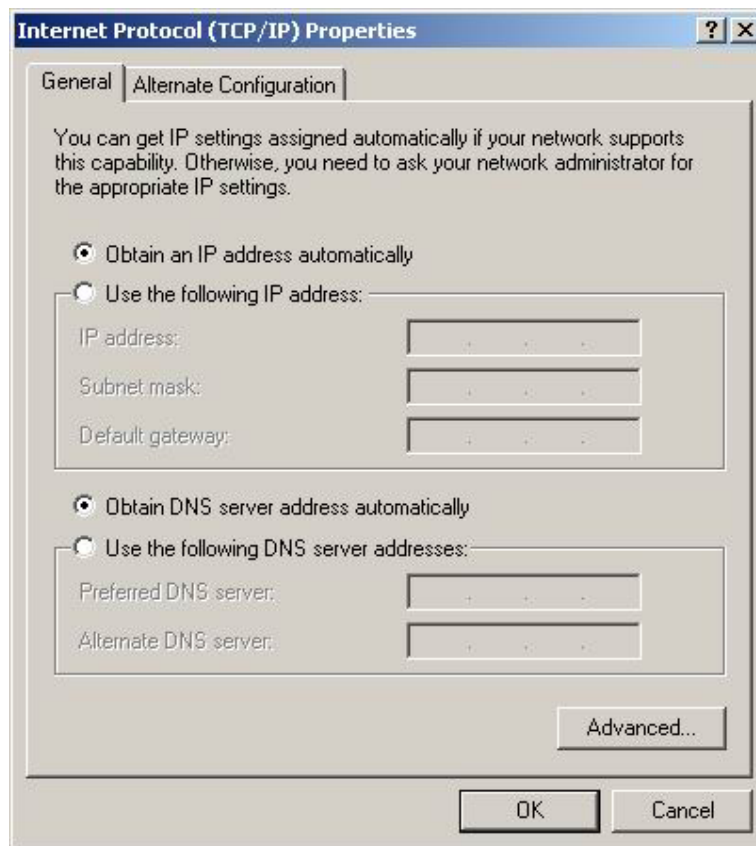 Internet Protocol (TCP/IP) Properties
General
Alternate Configuration
You can get IP settings assigned automatically if your network supports
this capability. Otherwise, you need to ask your network administrator for
the appropriate IP settings.
Obtain an IP address automatically
Use the following IP address:
IP address:
Subnet mask:
Default gateway:
Obtain DNS server address automatically
Use the following DNS server addresses:
Preferred DNS server:
Alternate DNS server:
Advanced...
OK
Cancel